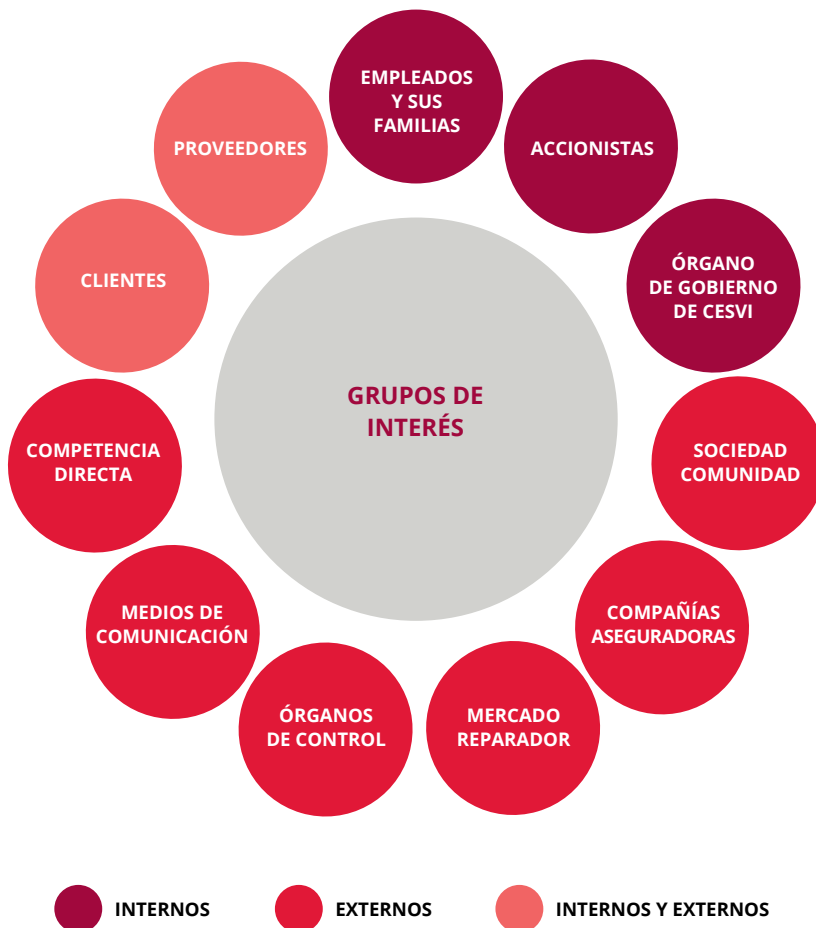 EMPLEADOS
Y SUS
FAMILIAS
ACCIONISTAS
ÓRGANO
DE GOBIERNO
DE CESVI
SOCIEDAD
COMUNIDAD
COMPAÑÍAS
ASEGURADORAS
MERCADO
REPARADOR
ÓRGANOS
DE CONTROL
MEDIOS DE
COMUNICACIÓN
COMPETENCIA
DIRECTA
CLIENTES
PROVEEDORES
GRUPOS DE
INTERÉS
INTERNOS
EXTERNOS
INTERNOS Y EXTERNOS